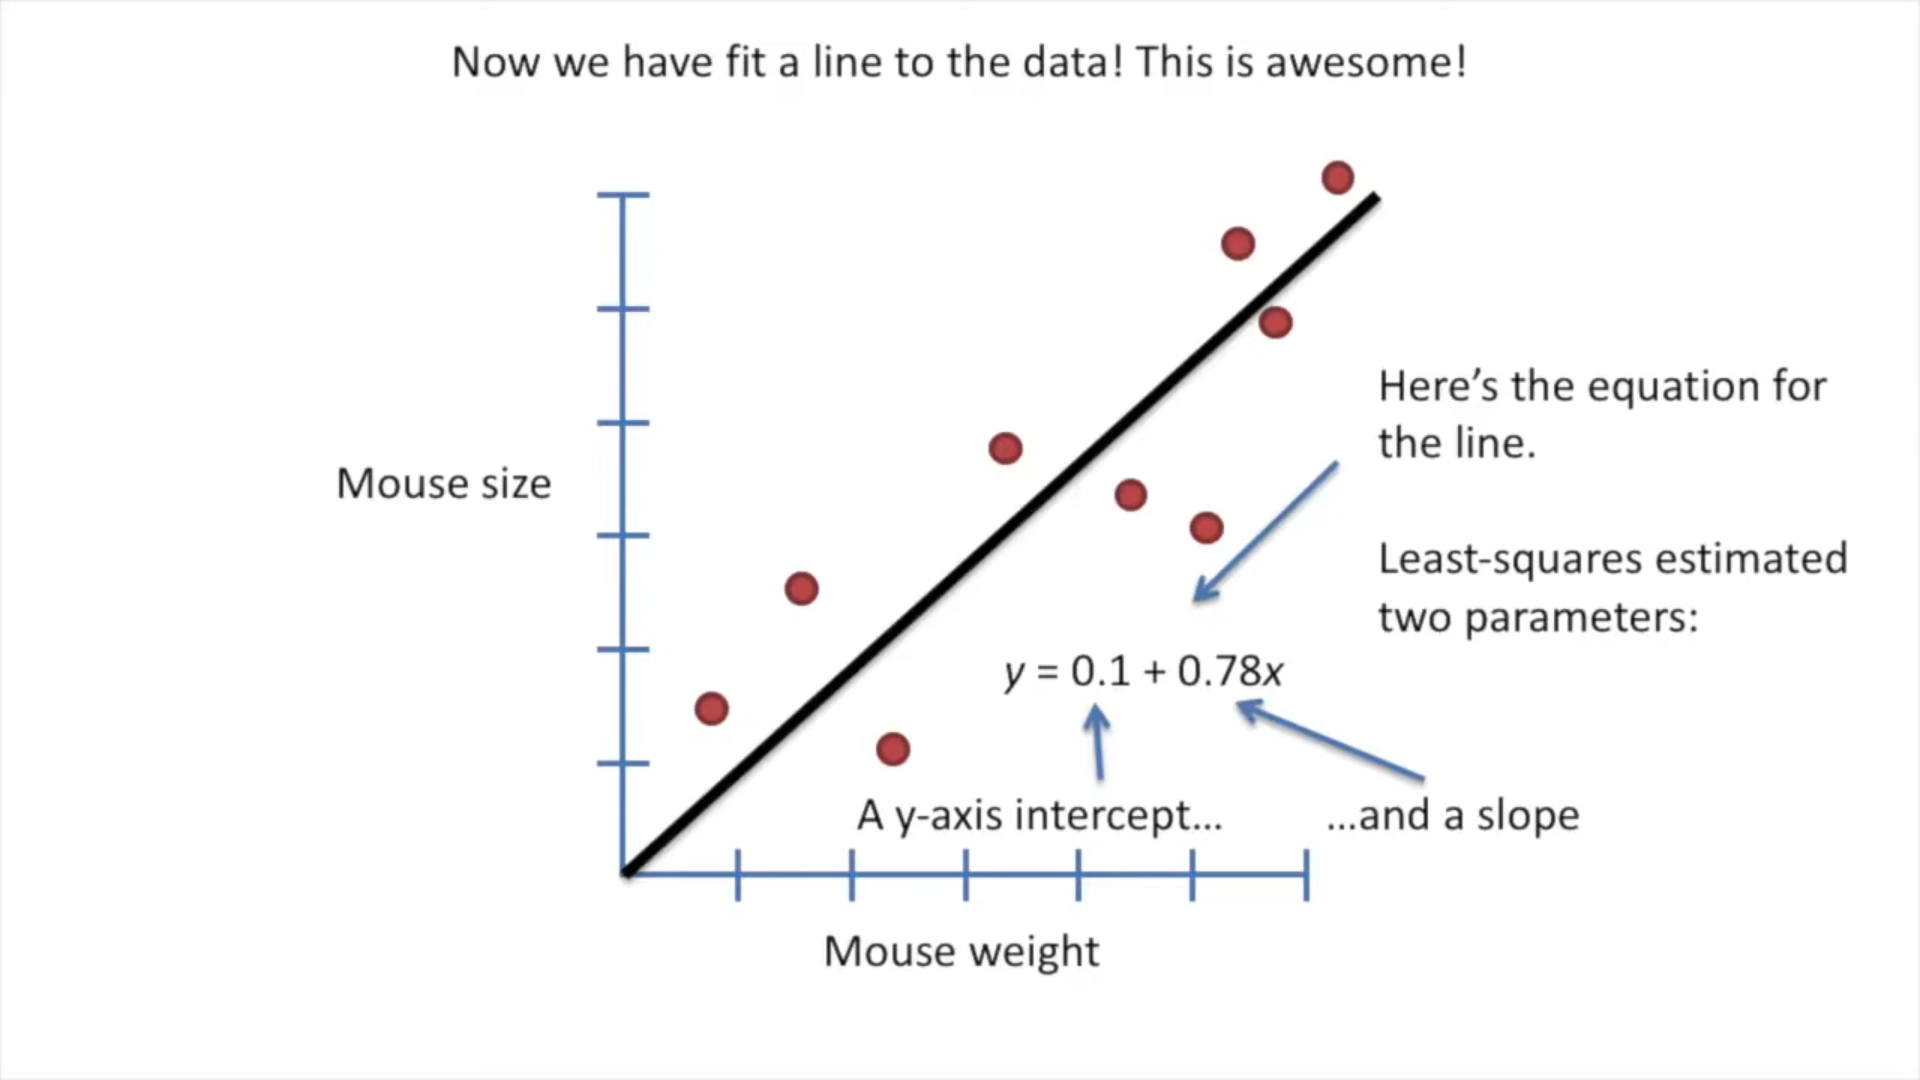 Now we have fit a line to the data! This is awesome!
Here’s the equation for
the line.
Mouse size
Least-squares estimated
two parameters:
y = 0.1 + 0.78x
A y-axis intercept...
...and a slope
Mouse weight